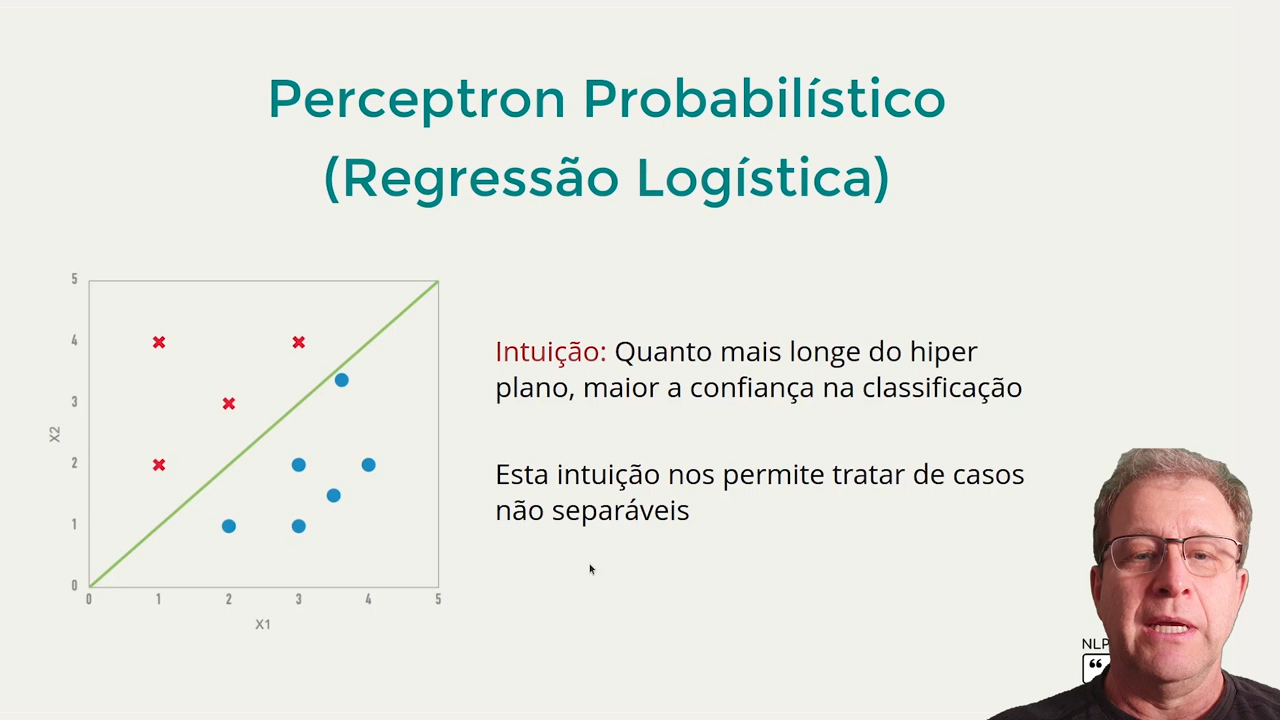 Perceptron Probabilístico
(Regressão Logística)
5
4
3
2
1
0
X2
0 1 2 3 4 5
X1
Intuição: Quanto mais longe do hiper
plano, maior a confiança na classificação
Esta intuição nos permite tratar de casos
não separáveis
NLP
“